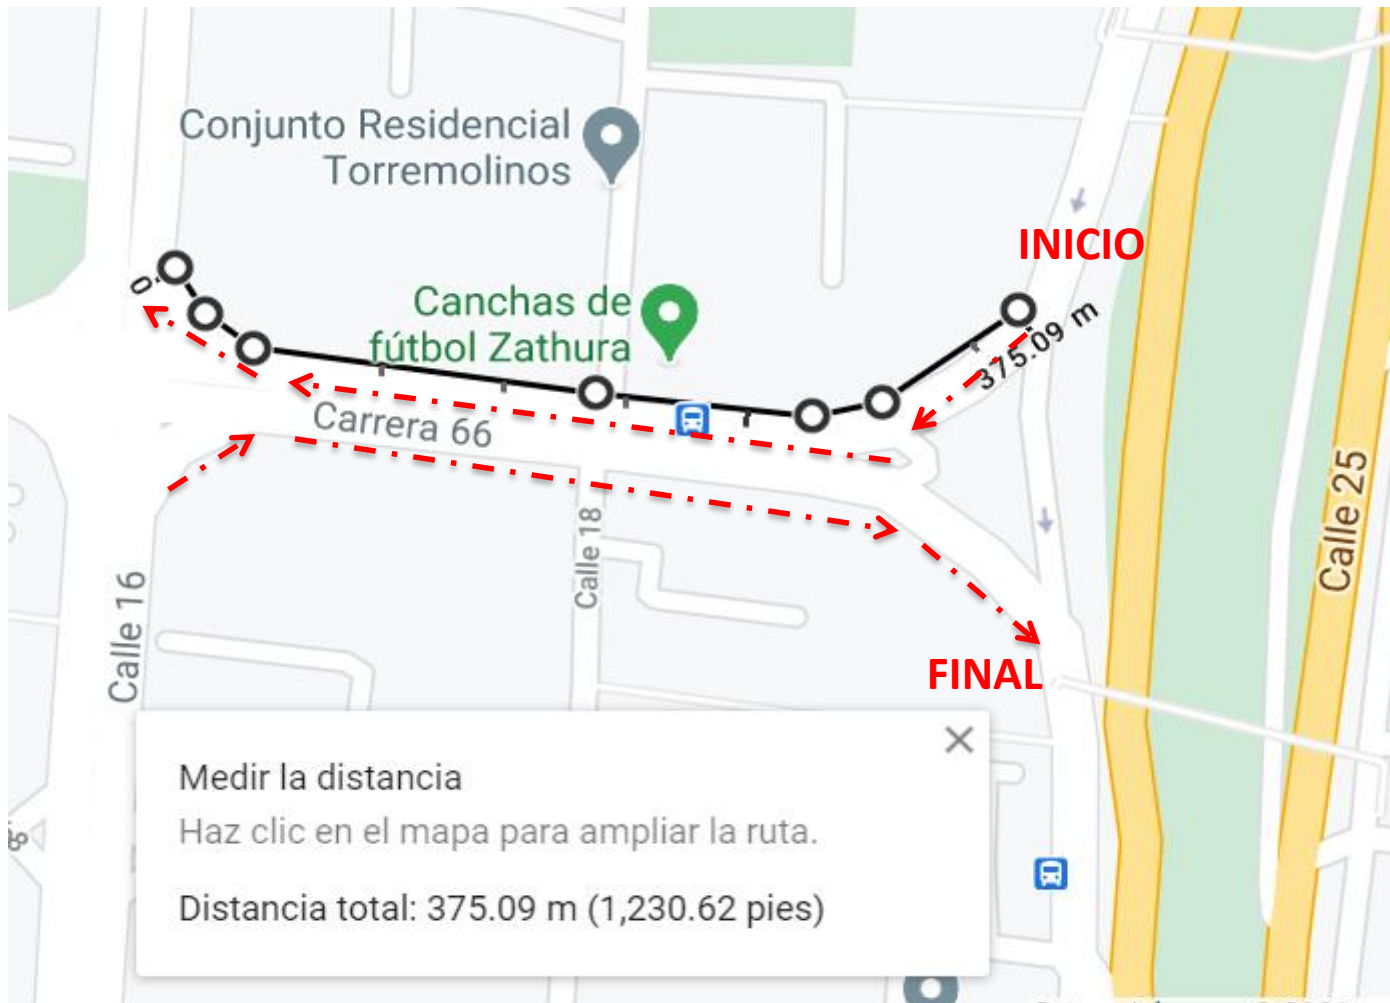 Conjunto Residencial
Torremolinos
INICIO
0
Canchas de
fútbol Zathura
375.09 m
Carrera 66
Calle 25
Calle 18
Calle 16
FINAL
Medir la distancia
Haz clic en el mapa para ampliar la ruta.
Distancia total: 375.09 m (1,230.62 pies)